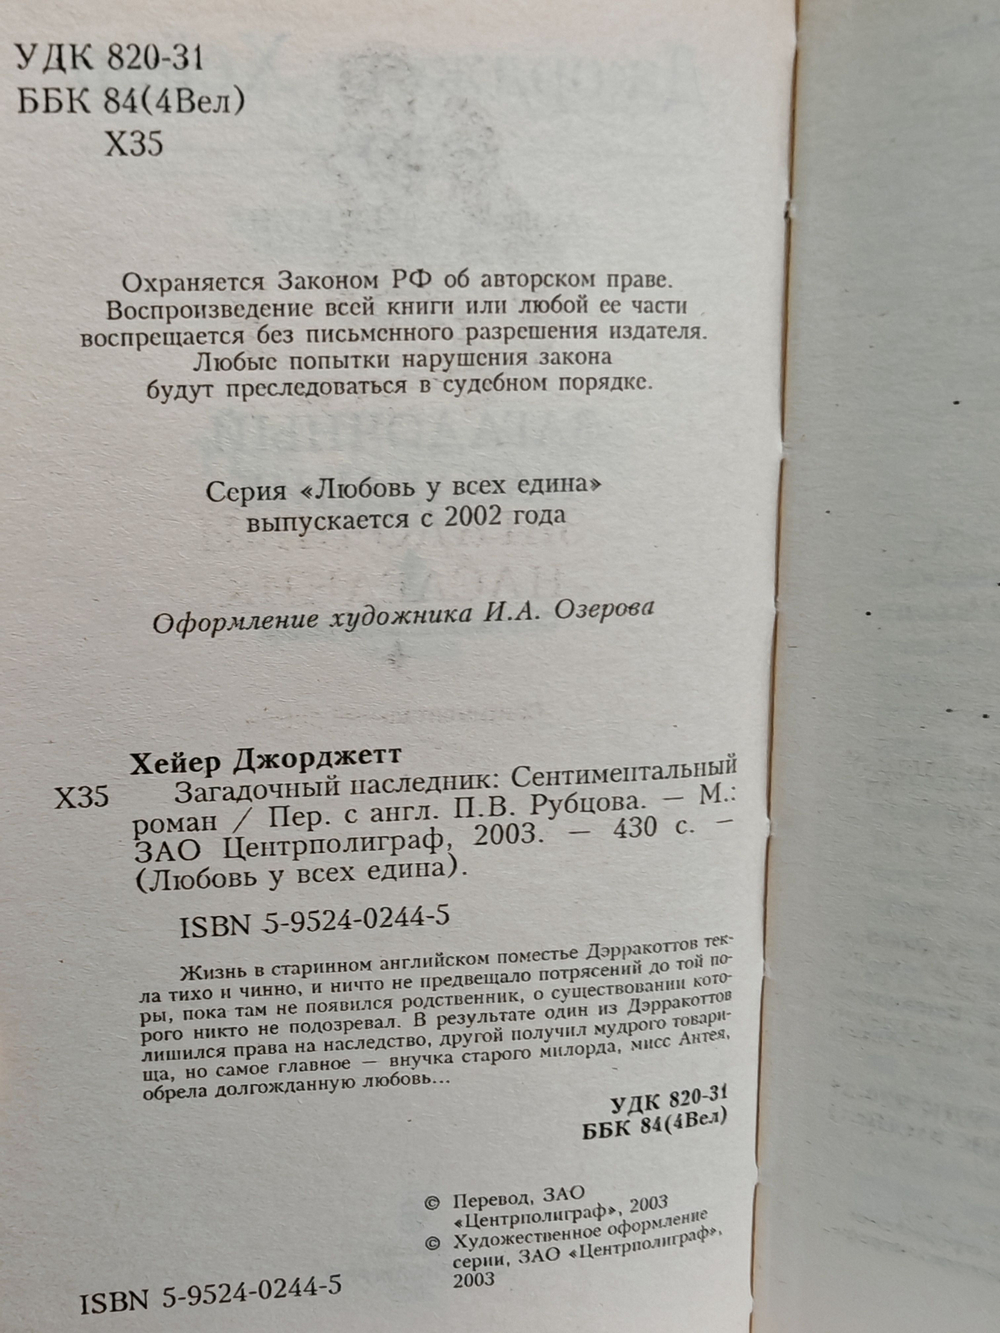 УДК 820-31
ББК 84(4Вел)
Х35
Охраняется Законом РФ об авторском праве.
Воспроизведение всей книги или любой ее части
воспрещается без письменного разрешения издателя.
Любые попытки нарушения закона
будут преследоваться в судебном порядке.
Серия «Любовь у всех едина»
выпускается с 2002 года
Оформление художника И.А. Озерова
Хейер Джорджетт
Х35 Загадочный наследник: Сентиментальный
роман / Пер. с англ. П.В. Рубцова. — М.:
ЗАО Центрполиграф, 2003. — 430 с. —
(Любовь у всех едина).
ISBN 5-9524-0244-5
Жизнь в старинном английском поместье Дэрракоттов тек-
ла тихо и чинно, и ничто не предвещало потрясений до той по-
ры, пока там не появился родственник, о существовании кото-
рого никто не подозревал. В результате один из Дэрракоттов
лишился права на наследство, другой получил мудрого товари-
ща, но самое главное — внучка старого милорда, мисс Антея,
обрела долгожданную любовь...
УДК 820-31
ББК 84(4Вел)
© Перевод, ЗАО
«Центрполиграф», 2003
© Художественное оформление
серии, ЗАО «Центрполиграф»,
2003
ISBN 5-9524-0244-5